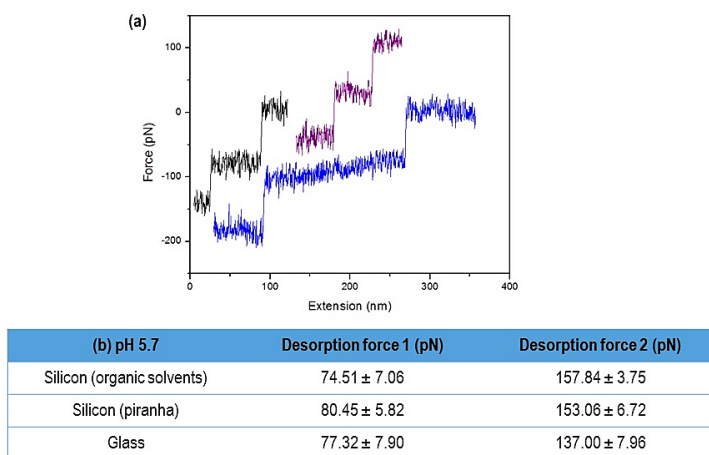 (a)
100
0
-100
-200
Force (pN)
0 100 200 300 400
Extension (nm)
(b) pH 5.7 Desorption force 1 (pN) Desorption force 2 (pN)
Silicon (organic solvents) 74.51 ± 7.06 157.84 ± 3.75
Silicon (piranha) 80.45 ± 5.82 153.06 ± 6.72
Glass 77.32 ± 7.90 137.00 ± 7.96